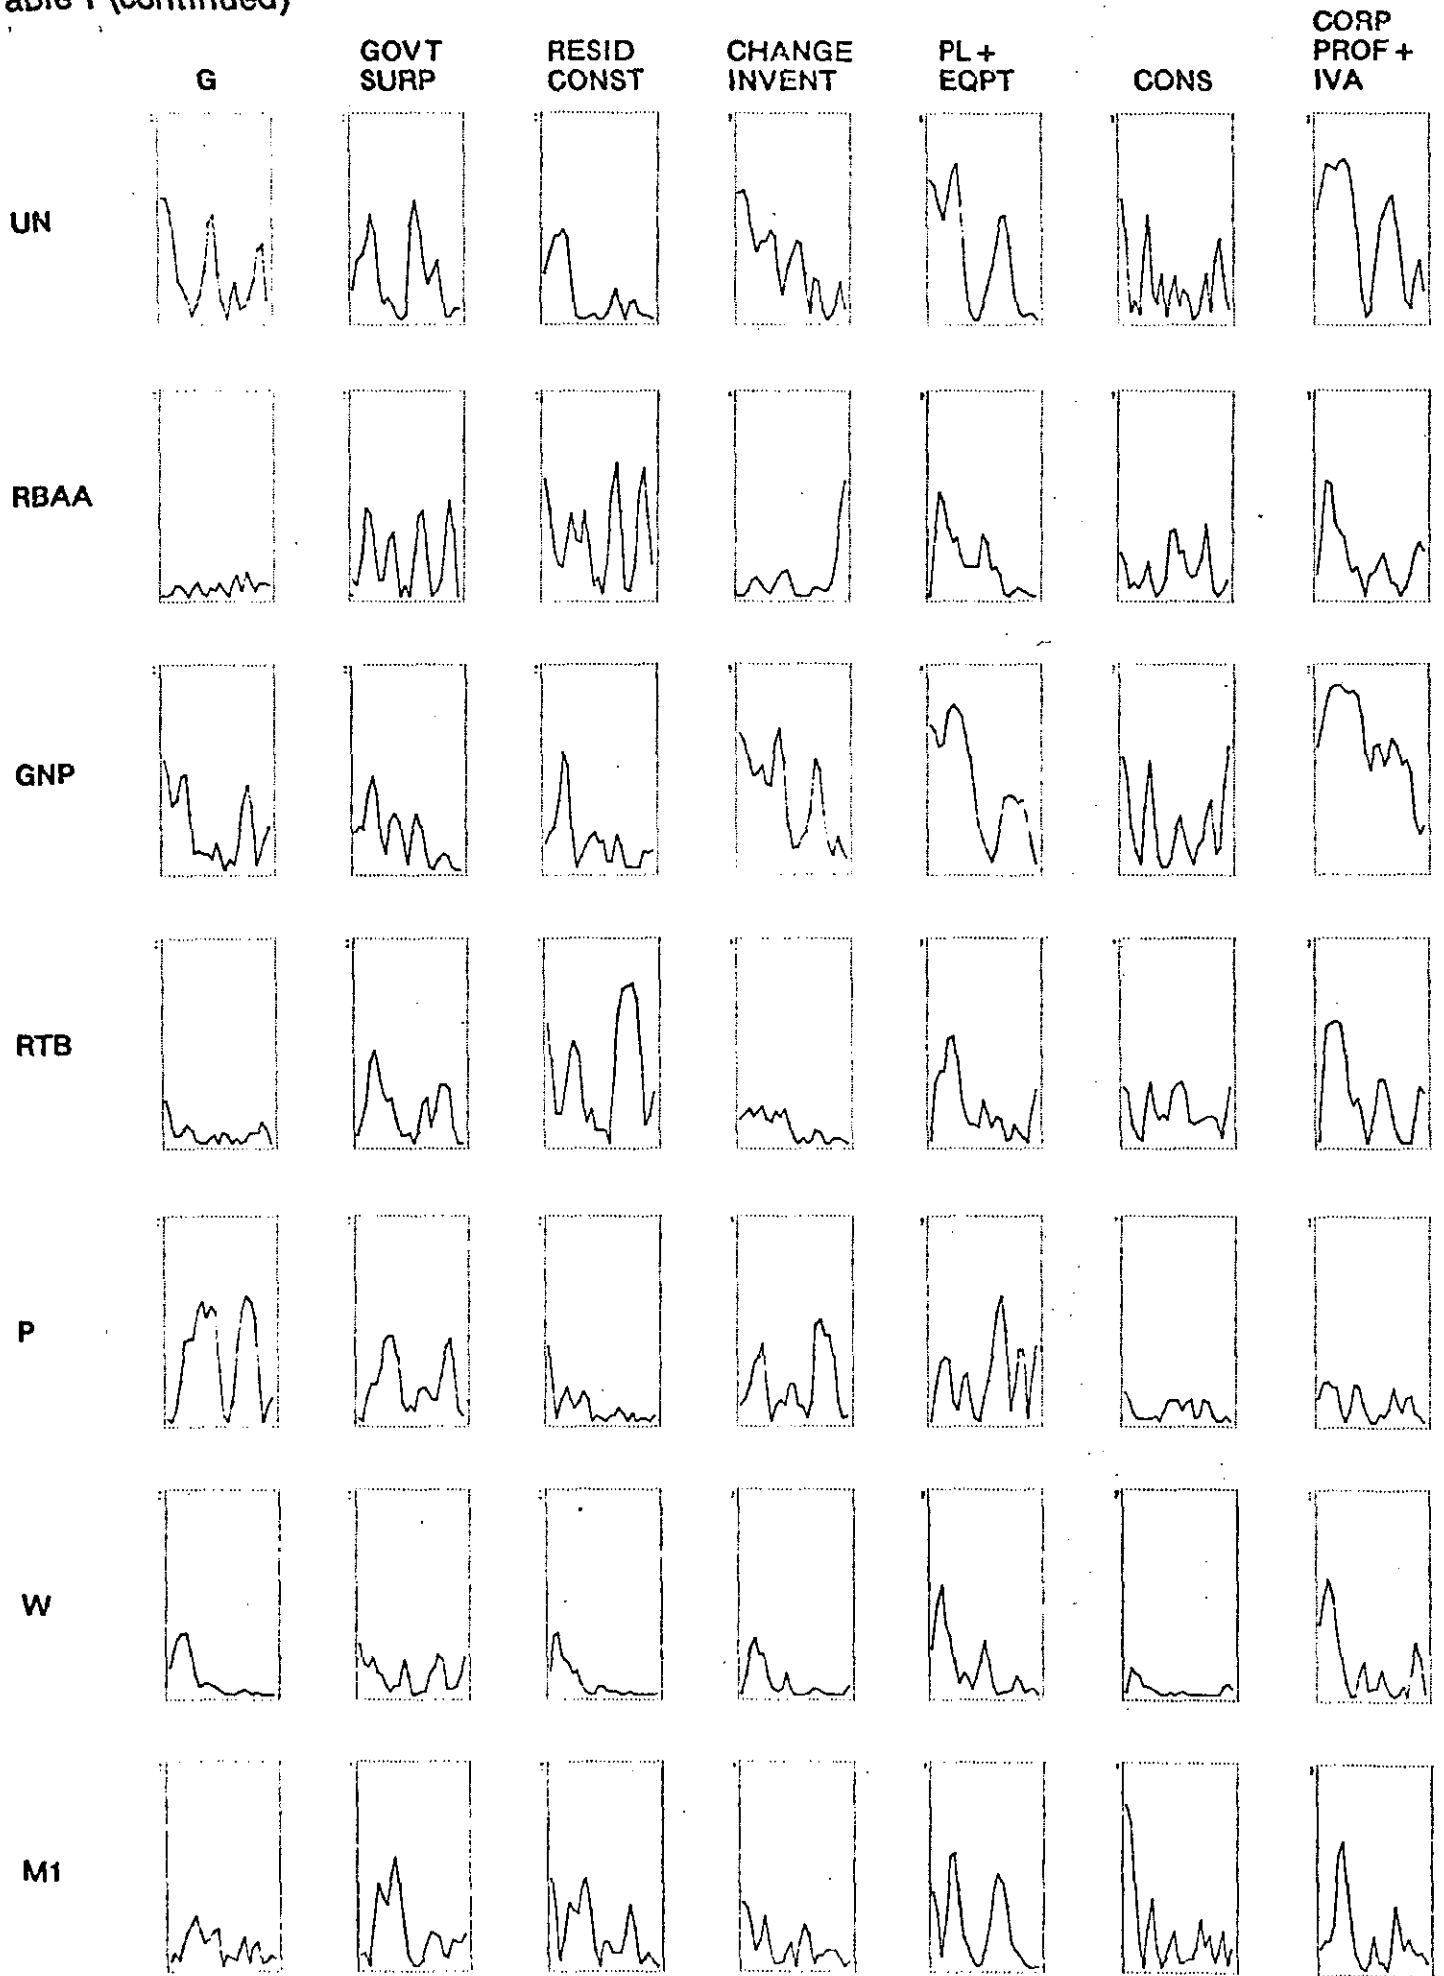 able 1 (continued)
G
GOVT
SURP
RESID
CONST
CHANGE
INVENT
PL +
EQPT
CONS
CORP
PROF +
IVA
UN
RBAA
GNP
RTB
P
W
M1